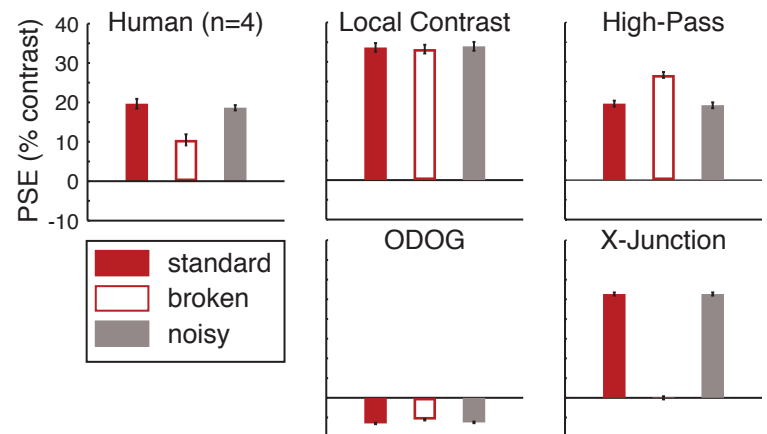 Human (n=4)
Local Contrast
High-Pass
PSE (% contrast)
40
30
20
10
0
-10
standard
broken
noisy
ODOG
X-Junction